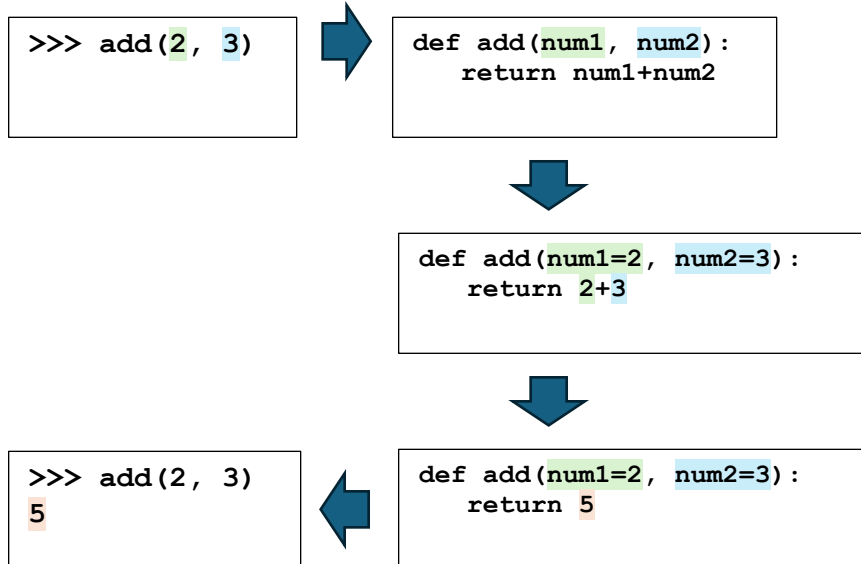 >>> add(2, 3)
def add(num1, num2):
return num1+num2
def add(num1=2, num2=3):
return 2+3
def add(num1=2, num2=3):
return 5
>>> add(2, 3)
5